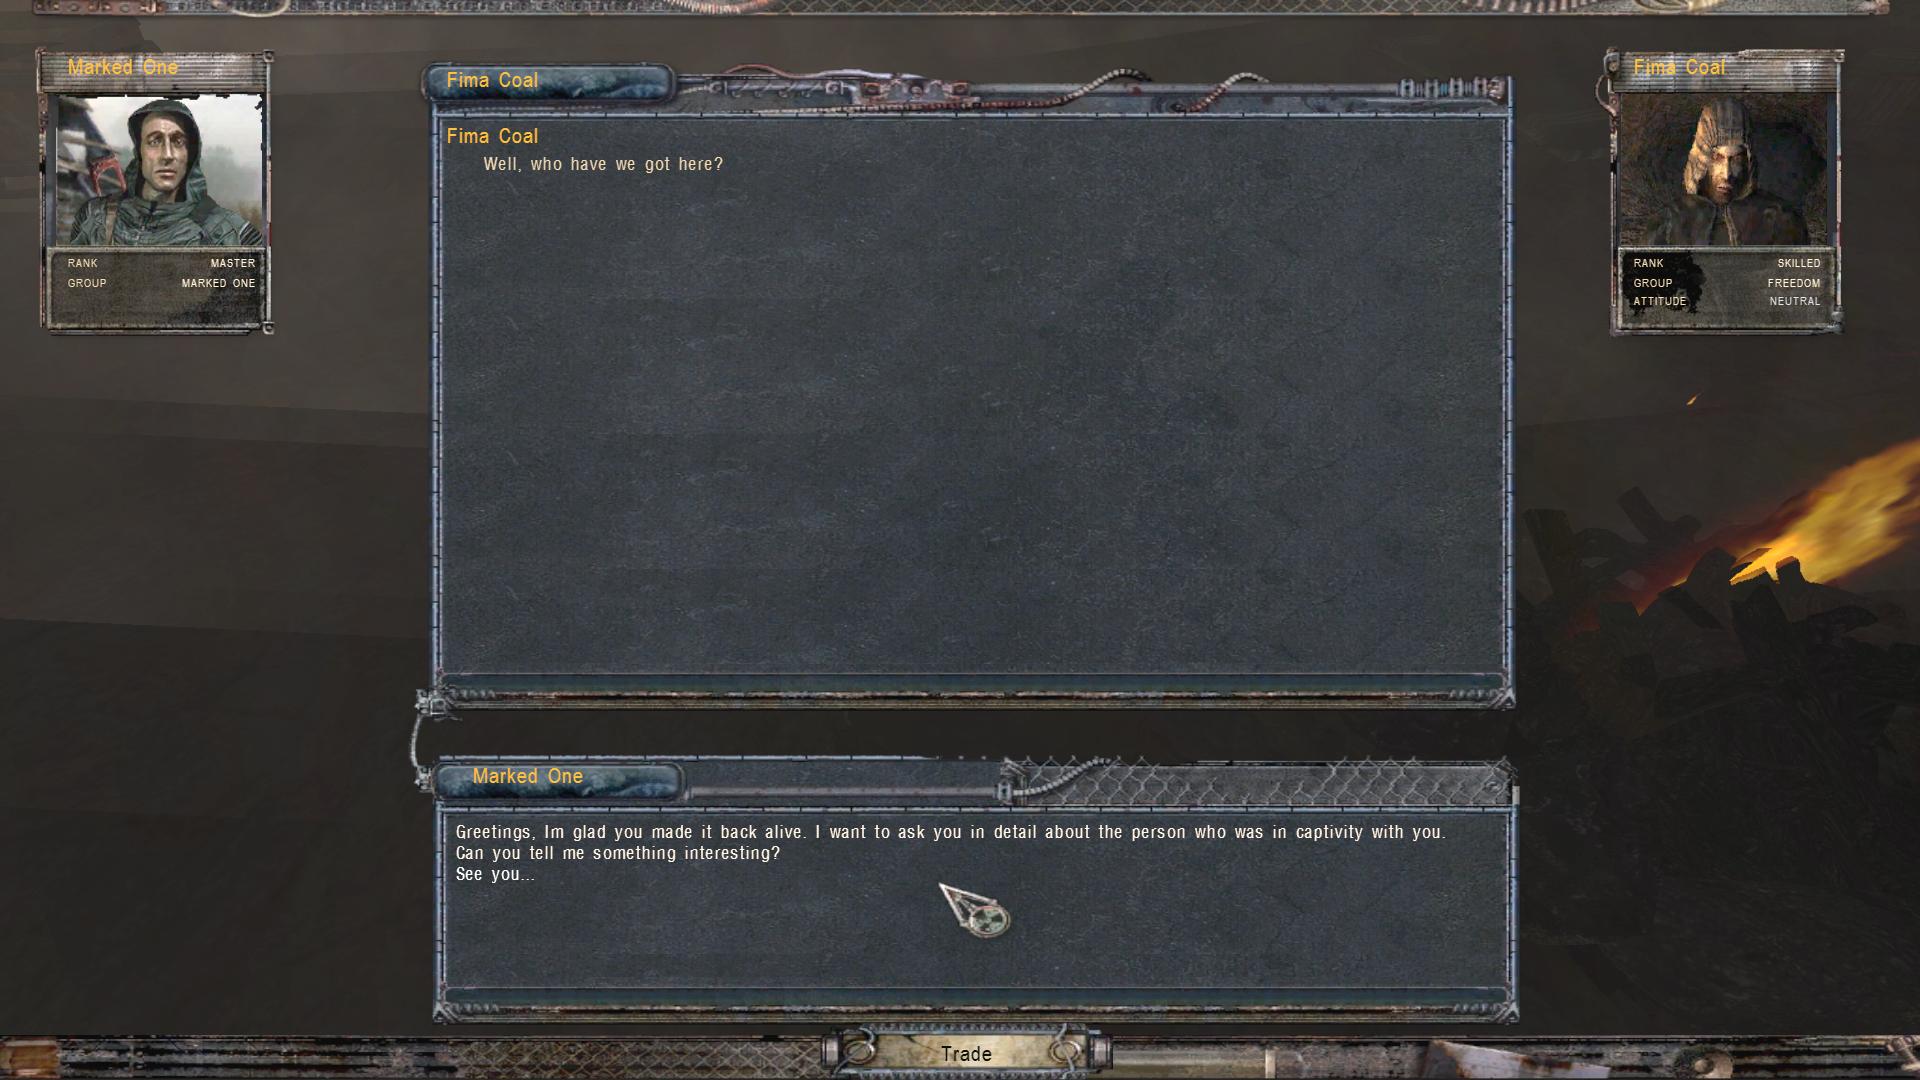 Marked One
RANK MASTER
GROUP MARKED ONE
Fima Coal
Fima Coal
Well, who have we got here?
Fima Coal
RANK SKILLED
GROUP FREEDOM
ATTITUDE NEUTRAL
Marked One
Greetings, Im glad you made it back alive. I want to ask you in detail about the person who was in captivity with you.
Can you tell me something interesting?
See you...
Trade